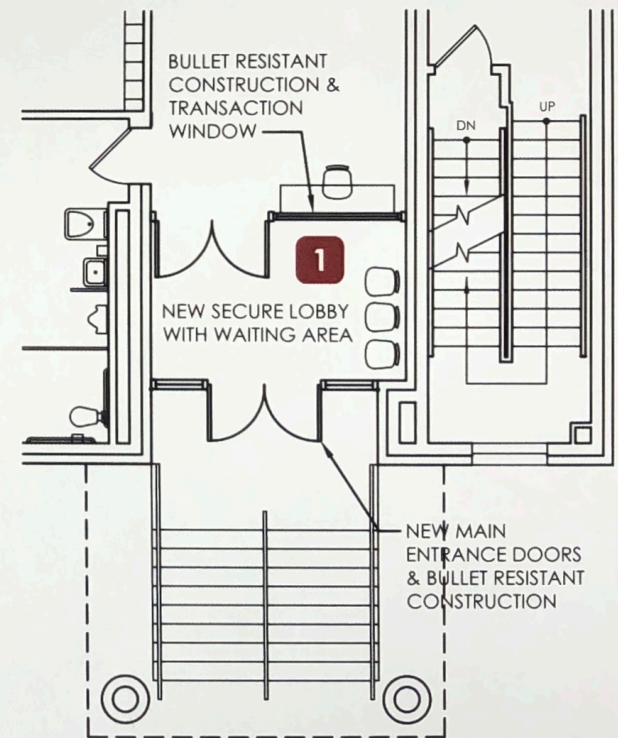 BULLET RESISTANT
CONSTRUCTION &
TRANSACTION
WINDOW
DN
UP
1
NEW SECURE LOBBY
WITH WAITING AREA
NEW MAIN
ENTRANCE DOORS
& BULLET RESISTANT
CONSTRUCTION